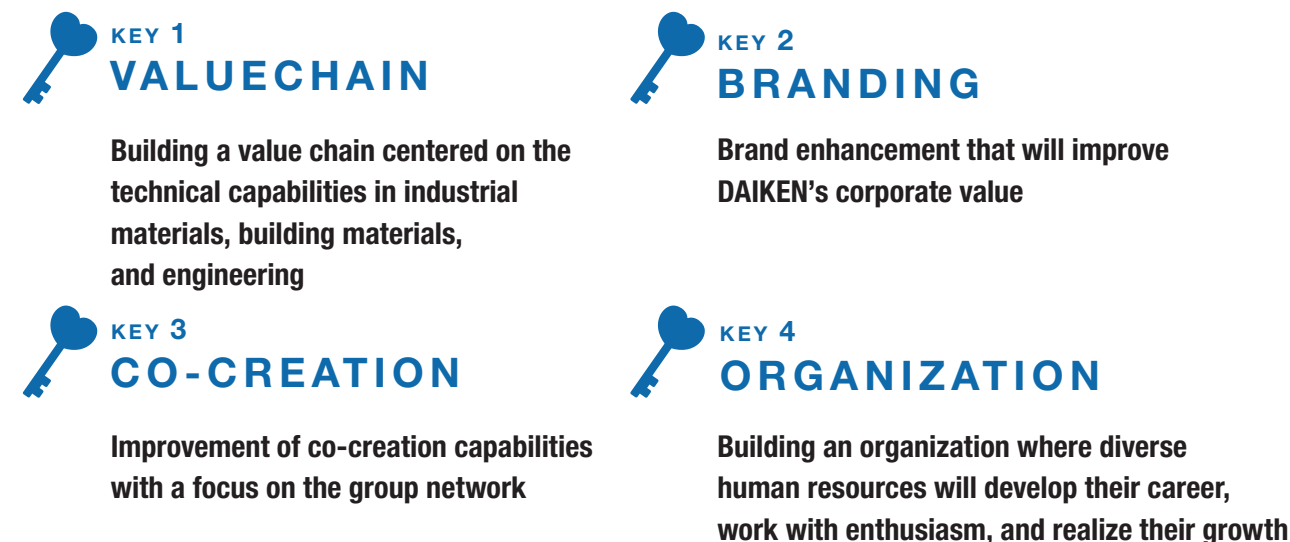 KEY 1
VALUECHAIN
Building a value chain centered on the
technical capabilities in industrial
materials, building materials,
and engineering
KEY 2
BRANDING
Brand enhancement that will improve
DAIKEN’s corporate value
KEY 3
CO-CREATION
Improvement of co-creation capabilities
with a focus on the group network
KEY 4
ORGANIZATION
Building an organization where diverse
human resources will develop their career,
work with enthusiasm, and realize their growth